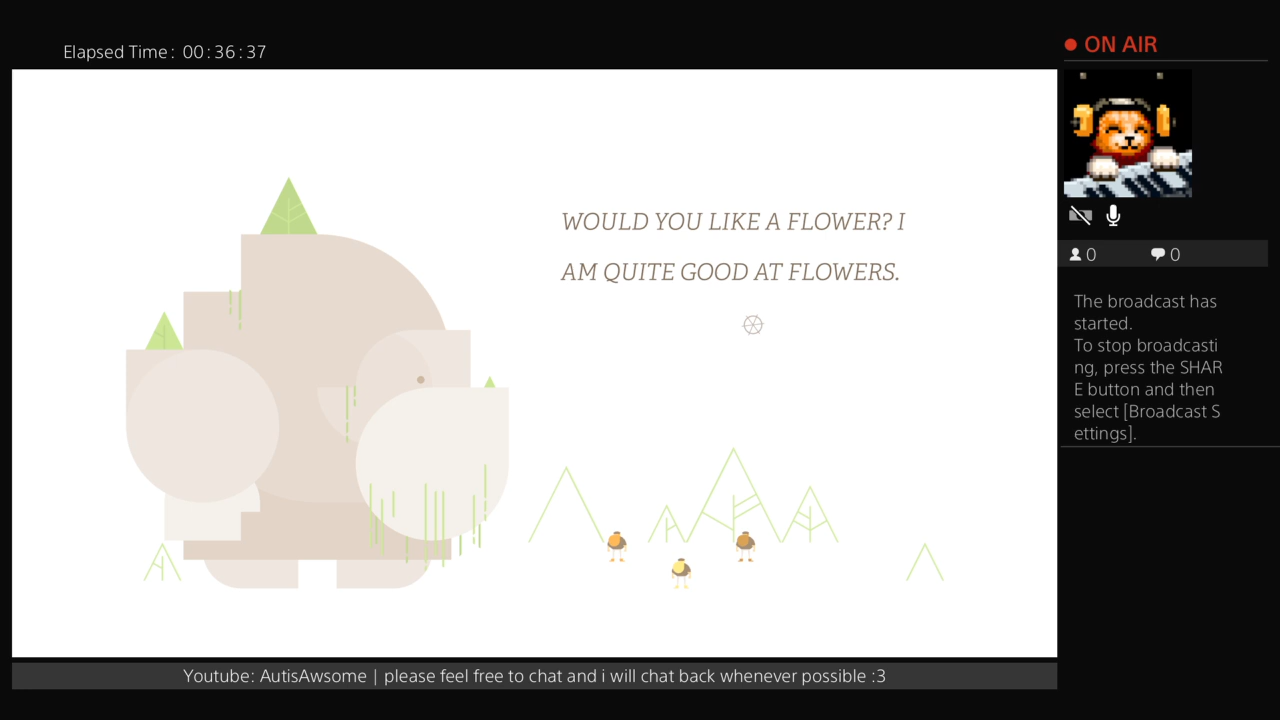 Elapsed Time: 00:36:37
ON AIR
WOULD YOU LIKE A FLOWER? I
AM QUITE GOOD AT FLOWERS.
0 0
The broadcast has
started.
To stop broadcasti
ng, press the SHAR
E button and then
select [Broadcast S
ettings].
Youtube: AutisAwsome | please feel free to chat and i will chat back whenever possible :3